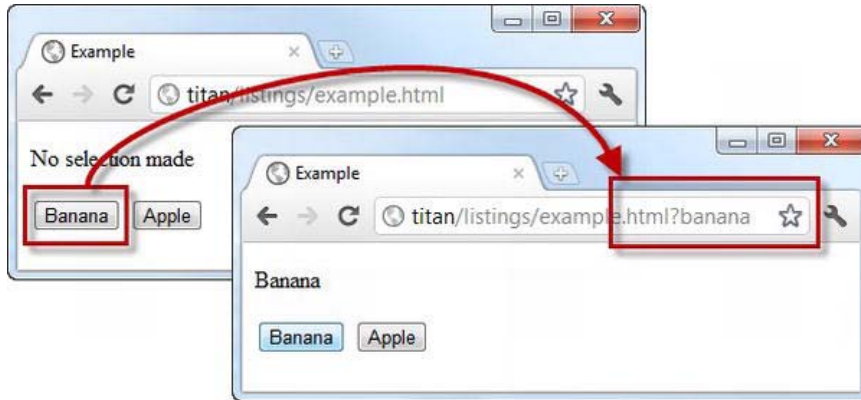 Example
titan/listings/example.html
No selection made
Banana Apple
Example
titan/listings/example.html?banana
Banana
Banana Apple